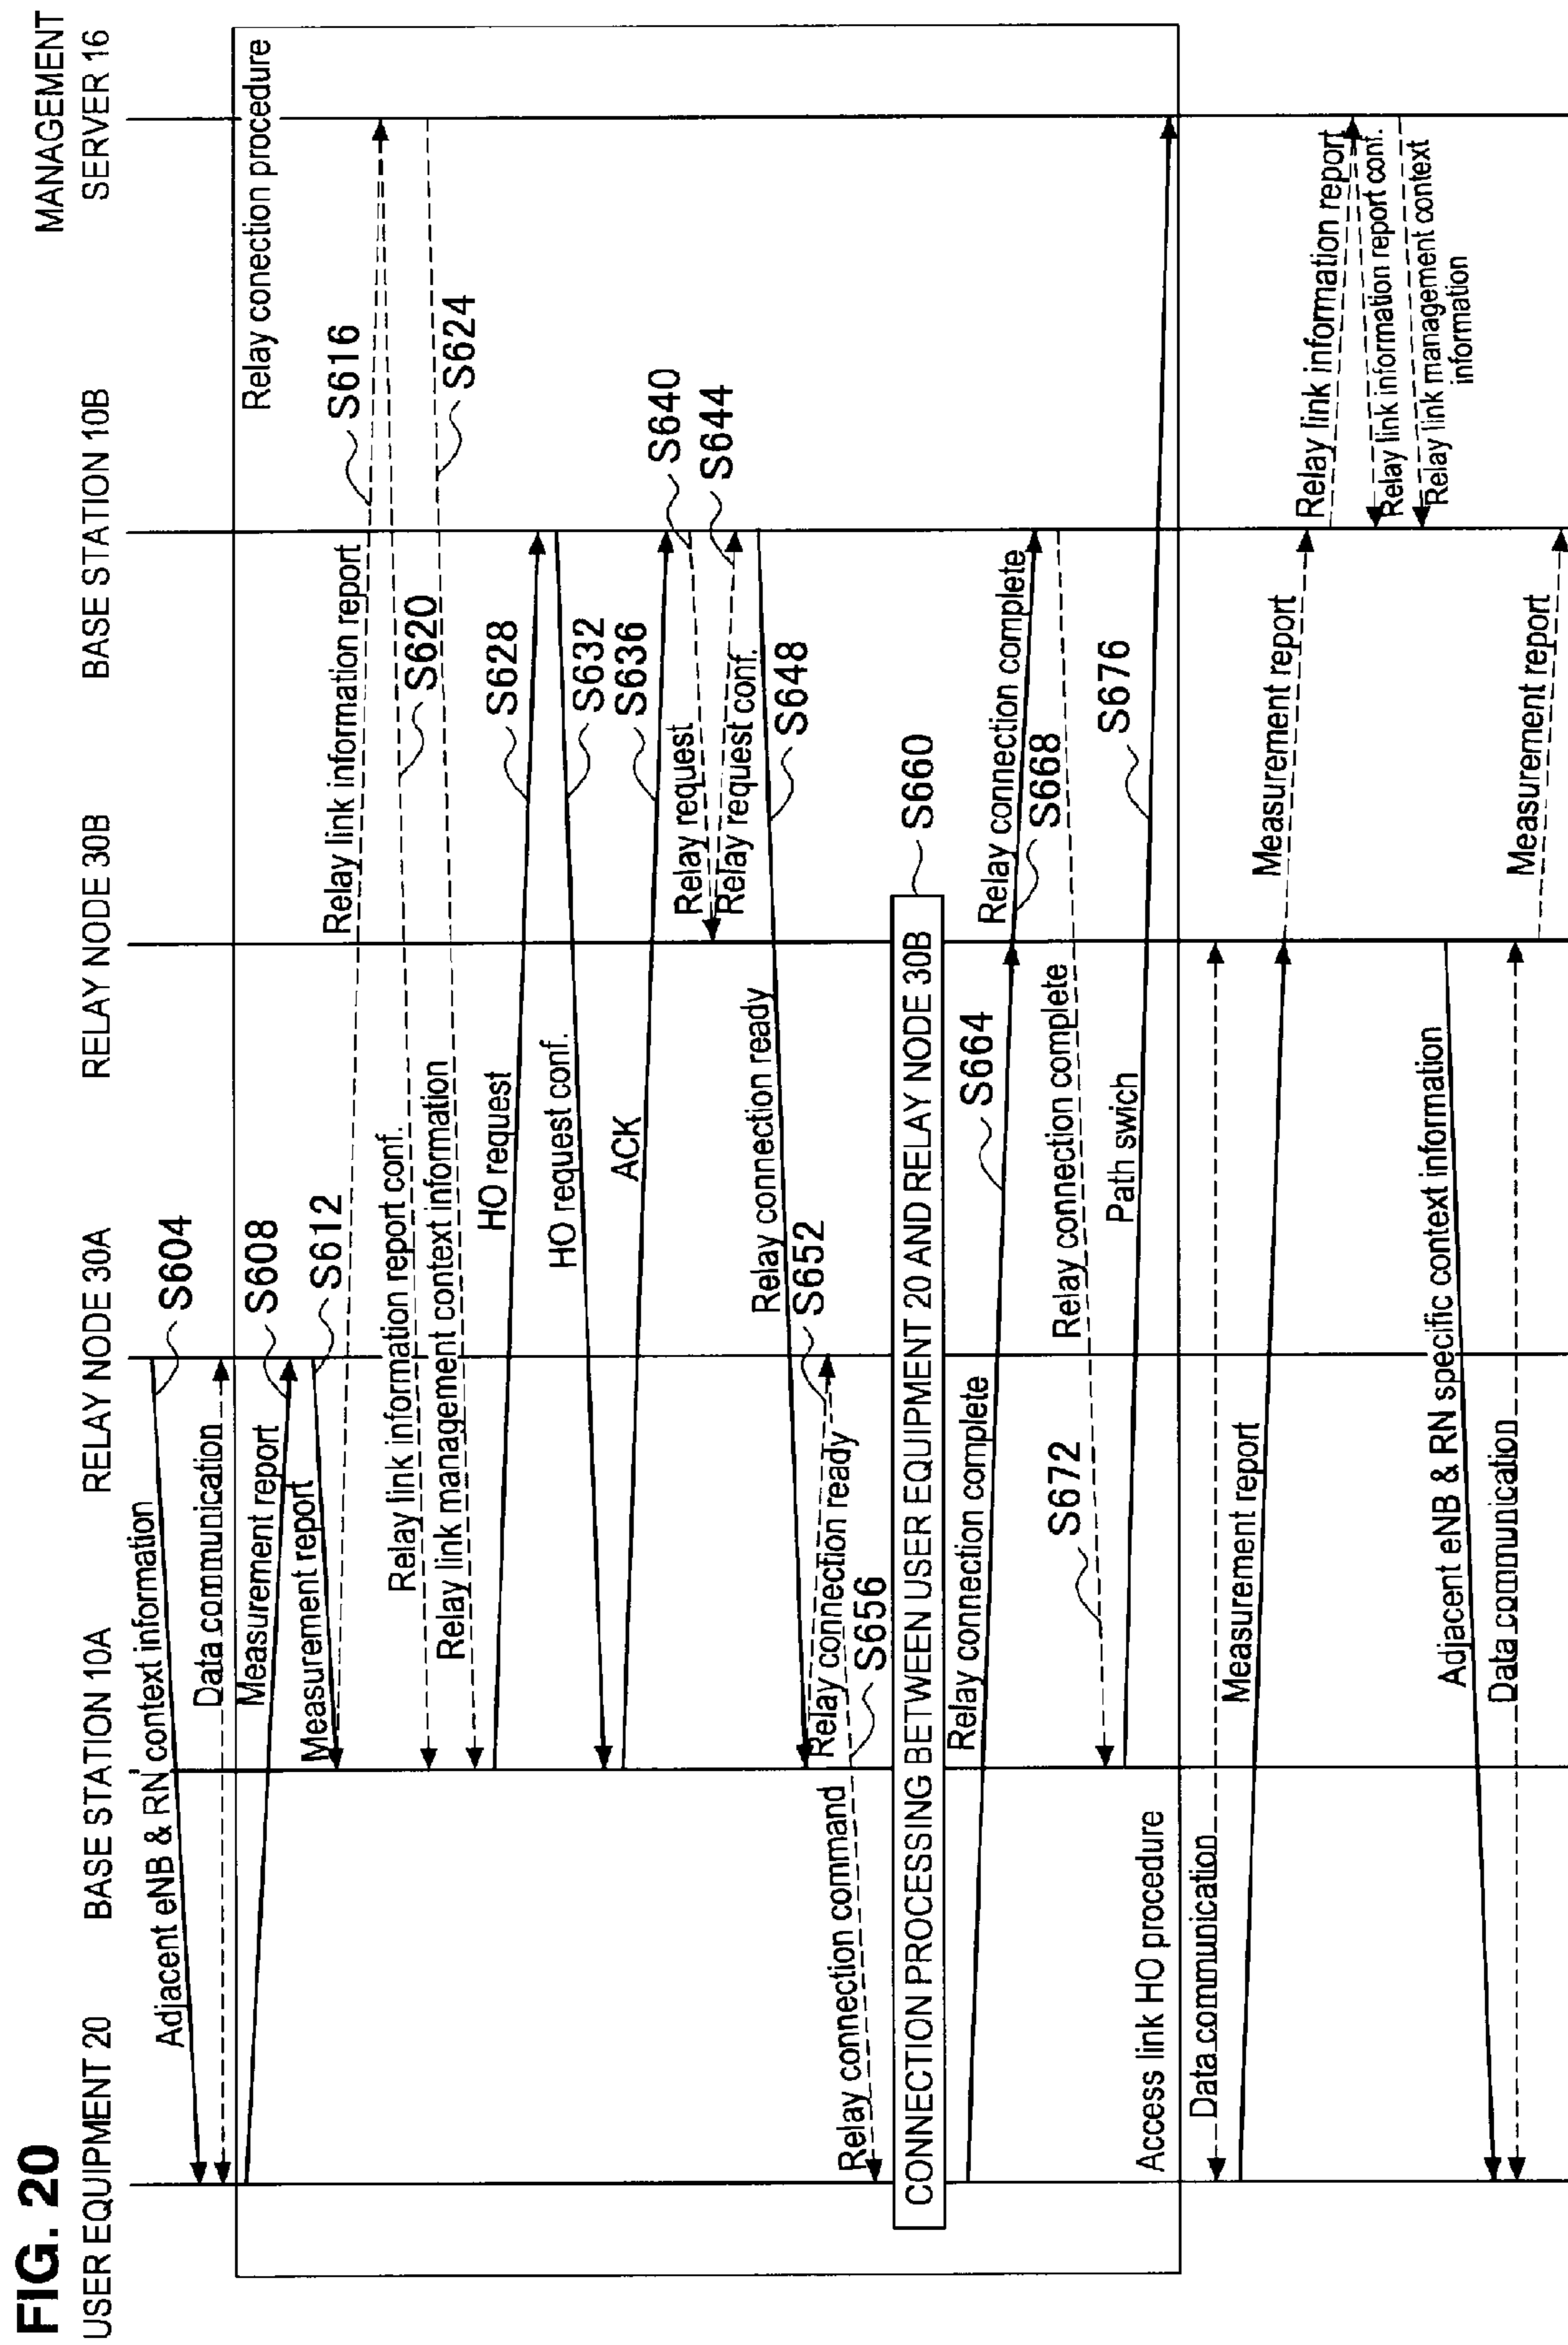 FIG. 20
USER EQUIPMENT 20
BASE STATION 10A
RELAY NODE 30A
RELAY NODE 30B
BASE STATION 10B
MANAGEMENT
SERVER 16
Adjacent eNB & RN context information
S604
Data communication
Relay conection procedure
Measurement report
S608
Measurement report
S612
Relay link information report
S616
Relay link information report conf.
S620
Relay link management context information
S624
HO request
S628
HO request conf.
S632
ACK
S636
Relay request
S640
Relay request conf.
S644
Relay connection ready
S648
Relay connection ready
S652
Relay connection command
S656
CONNECTION PROCESSING BETWEEN USER EQUIPMENT 20 AND RELAY NODE 30B
S660
Relay connection complete
S664
Relay connection complete
S668
Relay connection complete
S672
Path swich
S676
Access link HO procedure
Data communication
Measurement report
Measurement report
Relay link information report
Relay link information report conf.
Relay link management context
information
Adjacent eNB & RN specific context information
Data communication
Measurement report